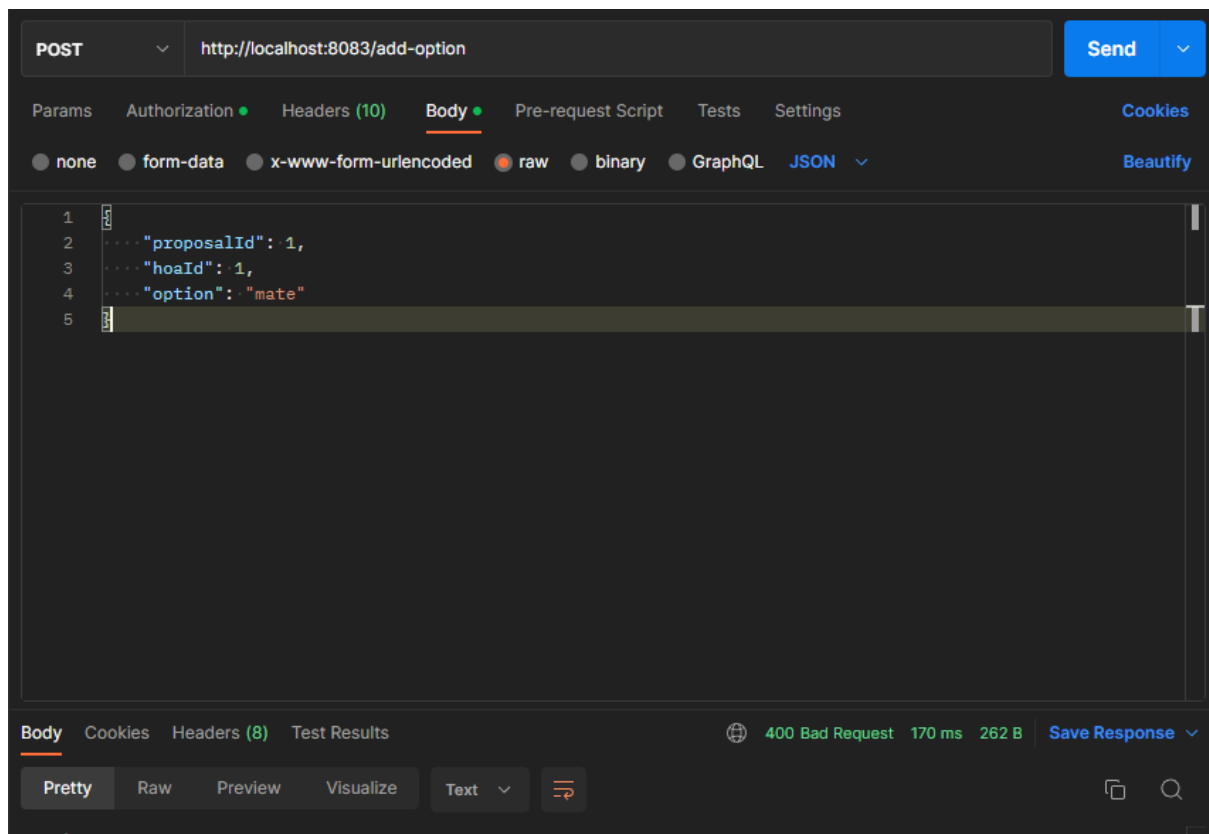 POST http://localhost:8083/add-option Send
Params Authorization Headers (10) Body Pre-request Script Tests Settings Cookies
none form-data x-www-form-urlencoded raw binary GraphQL JSON Beautify
1 {
2 ····"proposalId":·1,
3 ····"hoaId":·1,
4 ····"option":·"mate"
5 }
Body Cookies Headers (8) Test Results 400 Bad Request 170 ms 262 B Save Response
Pretty Raw Preview Visualize Text